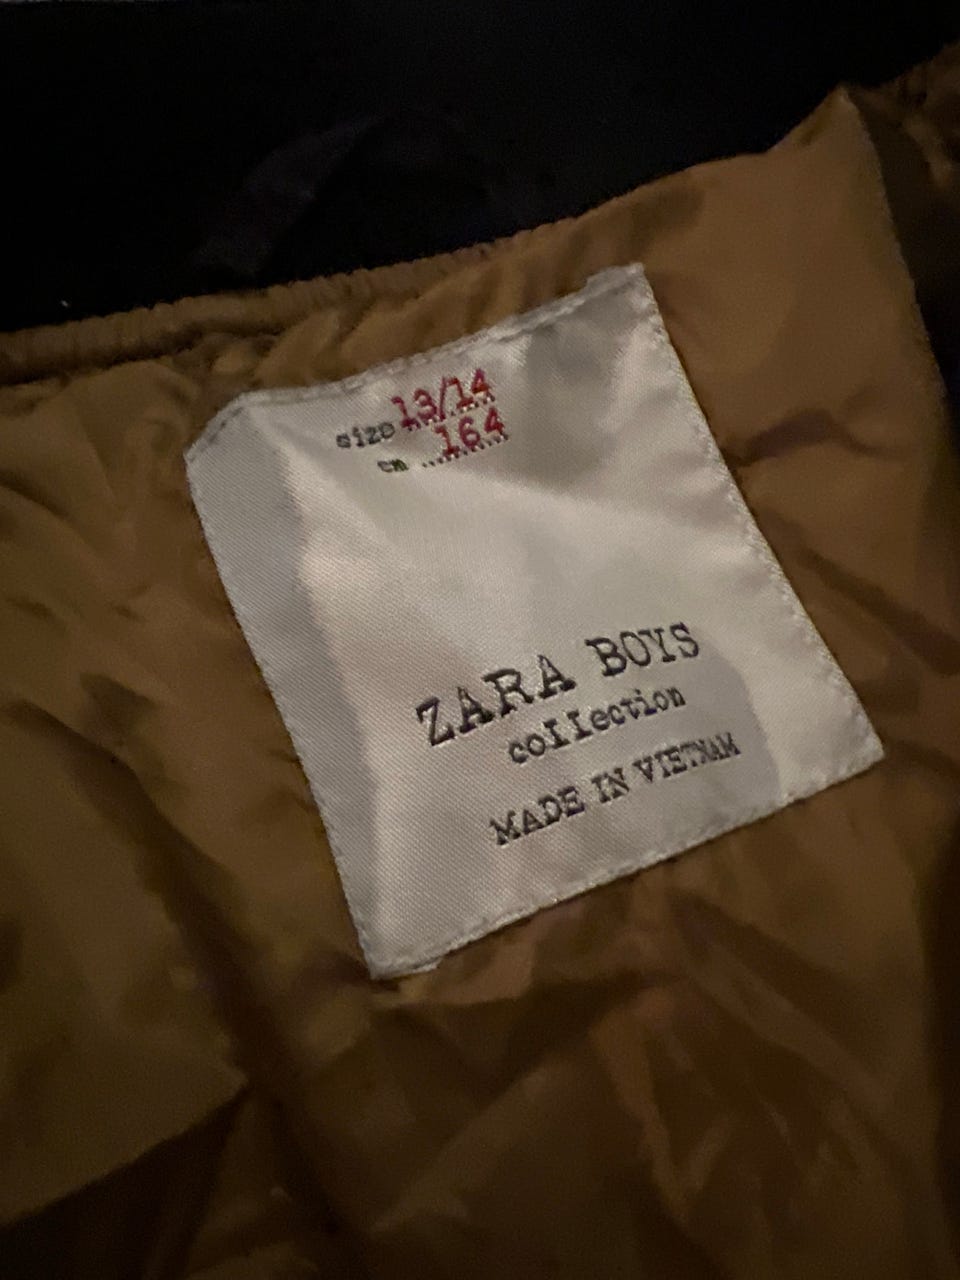 size 13/14
cm 164
ZARA BOYS
collection
MADE IN VIETNAM